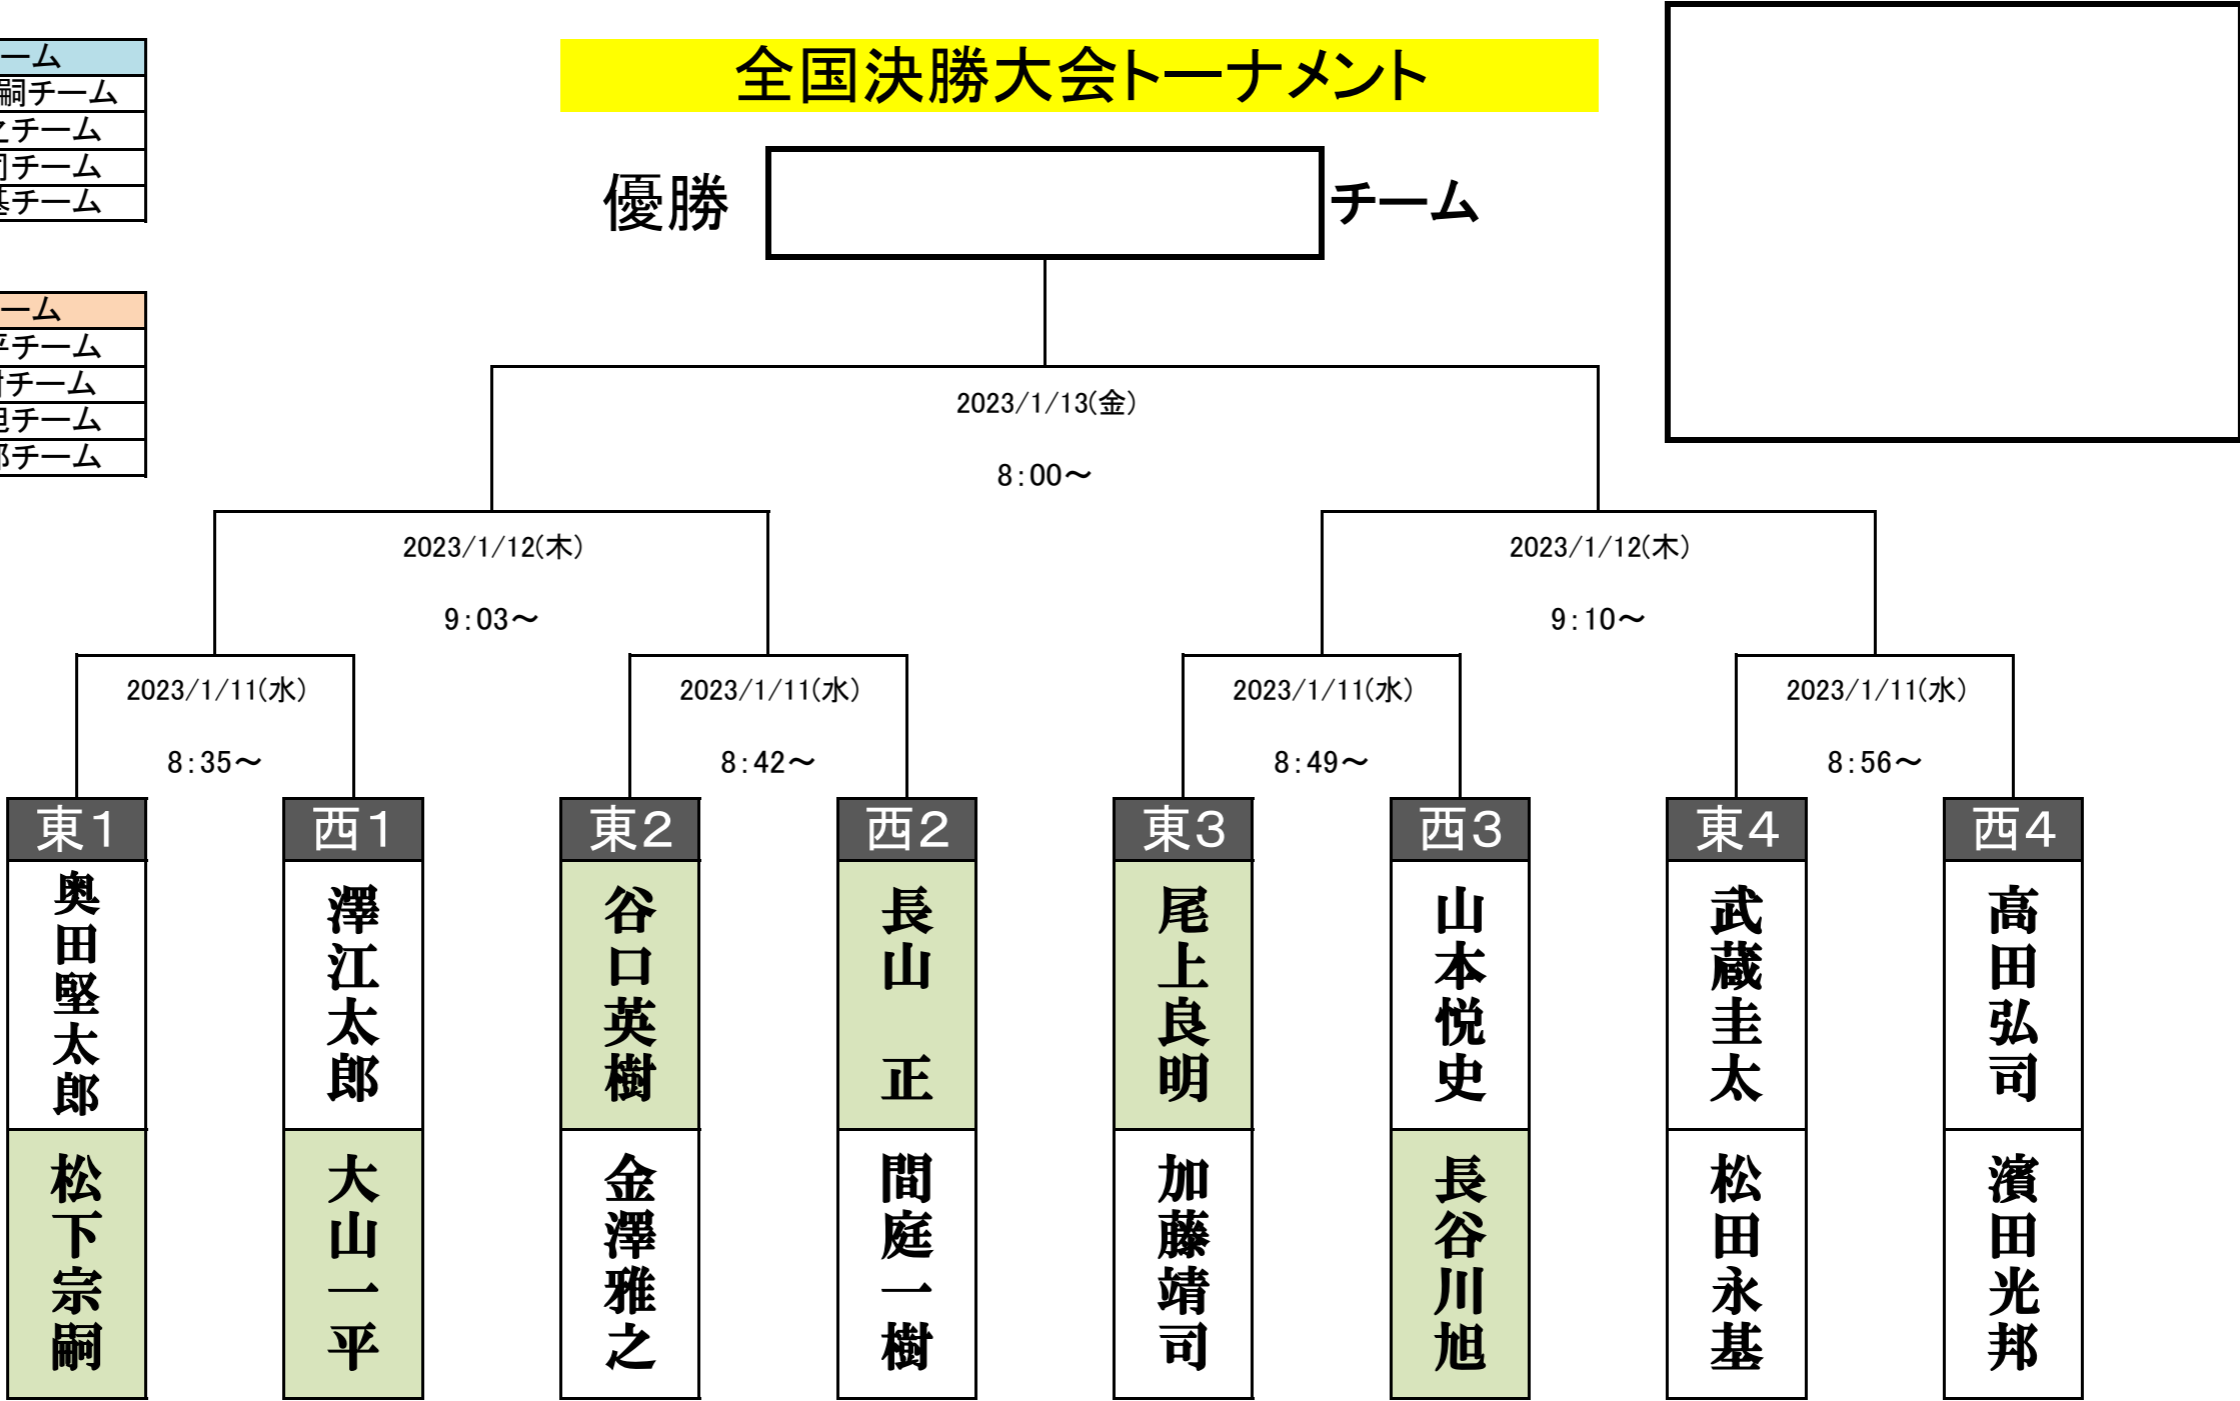 ーム
嗣チーム
之チーム
司チーム
基チーム
ーム
平チーム
樹チーム
旦チーム
郎チーム
全国決勝大会トーナメント
優勝
チーム
2023/1/13(金)
8:00～
2023/1/12(木)
9:03～
2023/1/12(木)
9:10～
2023/1/11(水)
8:35～
2023/1/11(水)
8:42～
2023/1/11(水)
8:49～
2023/1/11(水)
8:56～
東1
奥田堅太郎
松下宗嗣
西1
澤江太郎
大山一平
東2
谷口英樹
金澤雅之
西2
長山　正
間庭一樹
東3
尾上良明
加藤靖司
西3
山本悦史
長谷川旭
東4
武蔵圭太
松田永基
西4
高田弘司
濱田光邦